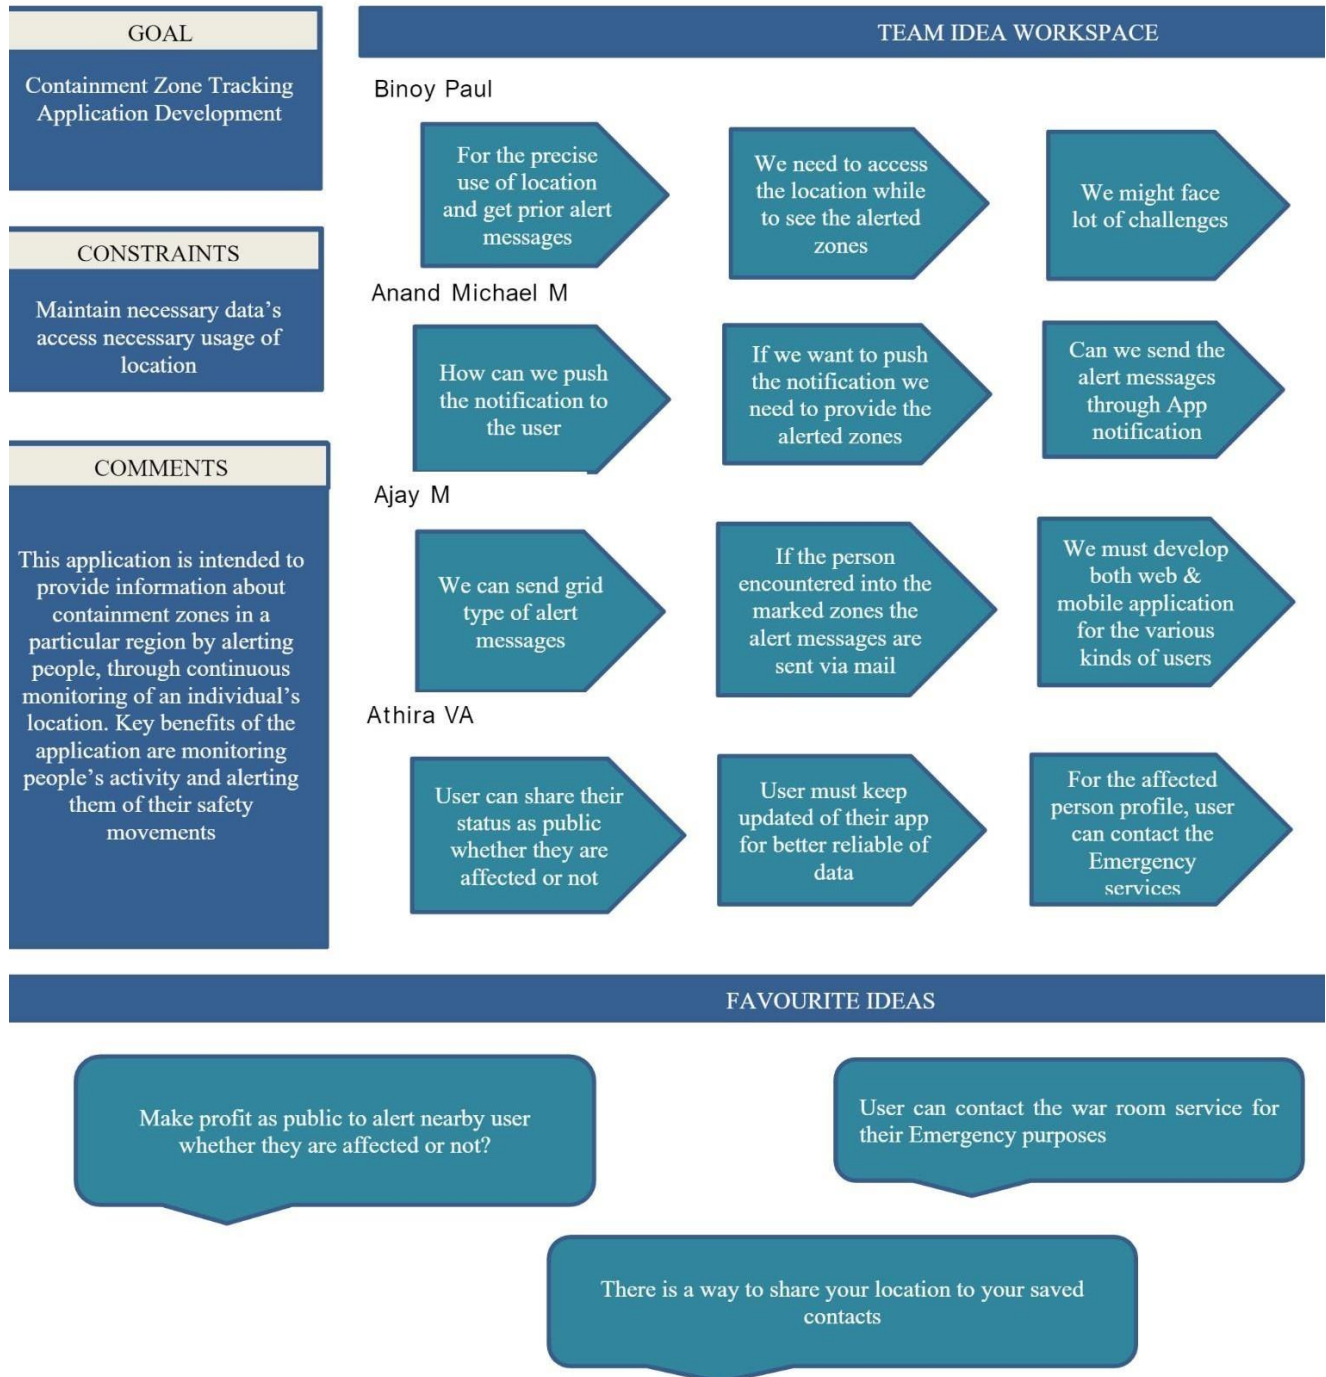 GOAL
Containment Zone Tracking
Application Development
CONSTRAINTS
Maintain necessary data’s
access necessary usage of
location
COMMENTS
This application is intended to
provide information about
containment zones in a
particular region by alerting
people, through continuous
monitoring of an individual’s
location. Key benefits of the
application are monitoring
people’s activity and alerting
them of their safety
movements
TEAM IDEA WORKSPACE
Binoy Paul
For the precise
use of location
and get prior alert
messages
We need to access
the location while
to see the alerted
zones
We might face
lot of challenges
Anand Michael M
How can we push
the notification to
the user
If we want to push
the notification we
need to provide the
alerted zones
Can we send the
alert messages
through App
notification
Ajay M
We can send grid
type of alert
messages
If the person
encountered into the
marked zones the
alert messages are
sent via mail
We must develop
both web &
mobile application
for the various
kinds of users
Athira VA
User can share their
status as public
whether they are
affected or not
User must keep
updated of their app
for better reliable of
data
For the affected
person profile, user
can contact the
Emergency
services
FAVOURITE IDEAS
Make profit as public to alert nearby user
whether they are affected or not?
User can contact the war room service for
their Emergency purposes
There is a way to share your location to your saved
contacts